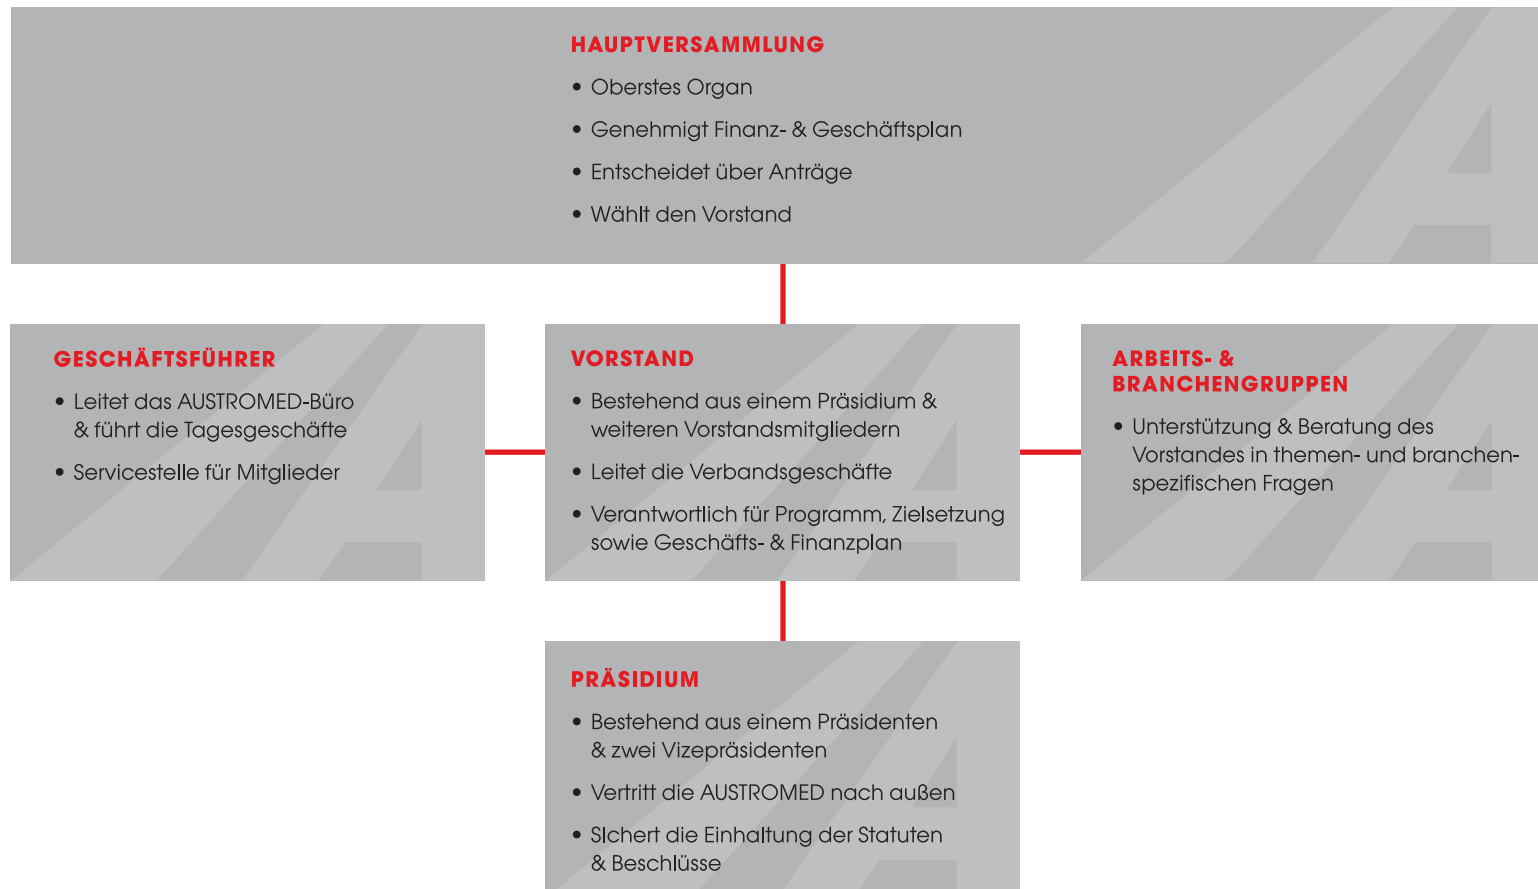 HAUPTVERSAMMLUNG
• Oberstes Organ
• Genehmigt Finanz- & Geschäftsplan
• Entscheidet über Anträge
• Wählt den Vorstand
GESCHÄFTSFÜHRER
• Leitet das AUSTROMED-Büro
& führt die Tagesgeschäfte
• Servicestelle für Mitglieder
VORSTAND
• Bestehend aus einem Präsidium &
weiteren Vorstandsmitgliedern
• Leitet die Verbandsgeschäfte
• Verantwortlich für Programm, Zielsetzung
sowie Geschäfts- & Finanzplan
ARBEITS- &
BRANCHENGRUPPEN
• Unterstützung & Beratung des
Vorstandes in themen- und branchen-
spezifischen Fragen
PRÄSIDIUM
• Bestehend aus einem Präsidenten
& zwei Vizepräsidenten
• Vertritt die AUSTROMED nach außen
• SIchert die Einhaltung der Statuten
& Beschlüsse